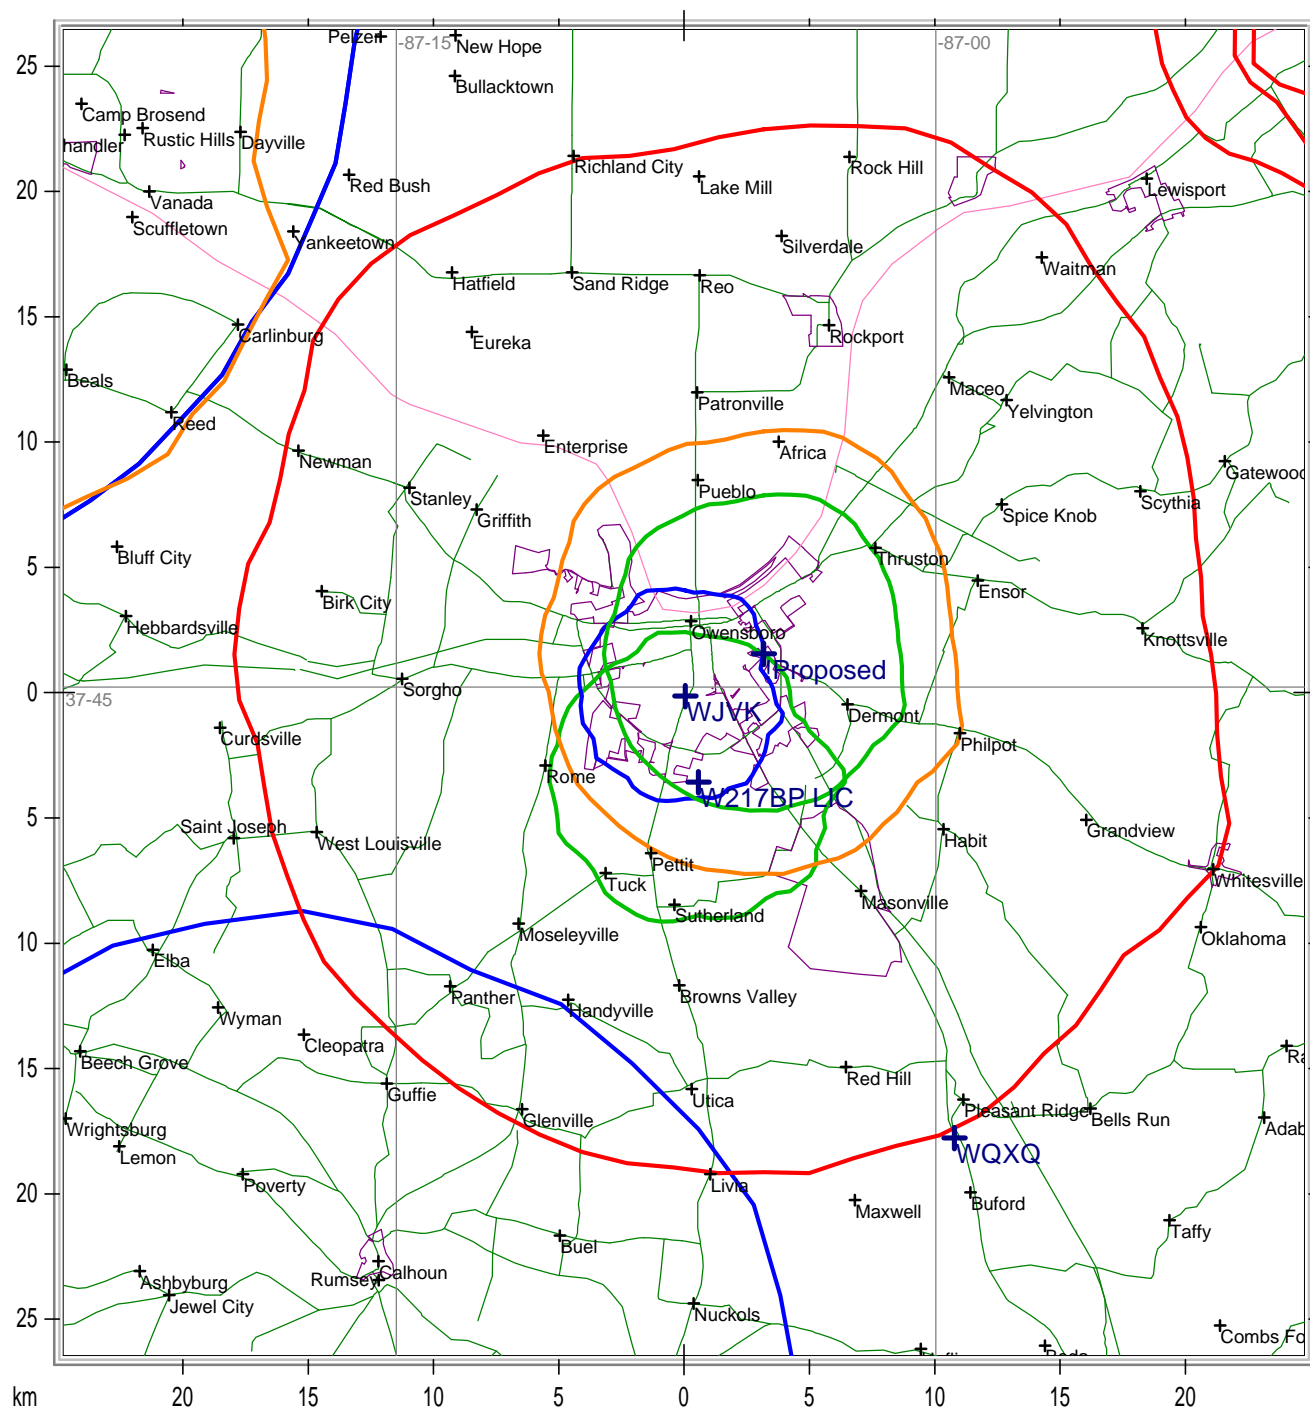 Pelzer
-87-15
New Hope
-87-00
25
Bullacktown
Camp Brosend
handler
Rustic Hills
Dayville
Richland City
Rock Hill
20
Red Bush
Lake Mill
Lewisport
Vanada
Scuffletown
Yankeetown
Silverdale
Waitman
Hatfield
Sand Ridge
Reo
15
Carlinburg
Eureka
Rockport
Beals
Maceo
Reed
Patronville
Yelvington
10
Enterprise
Africa
Newman
Gatewood
Stanley
Pueblo
Scythia
Griffith
Spice Knob
Bluff City
Thruston
5
Ensor
Birk City
Hebbardsville
Owensboro
Knottsville
Proposed
0
37-45
Sorgho
WJVK
Dermont
Curdsville
Philpot
Rome
W217BP LIC
5
Saint Joseph
West Louisville
Grandview
Habit
Pettit
Tuck
Whitesville
Masonville
Sutherland
Moseleyville
Oklahoma
10
Elba
Panther
Browns Valley
Wyman
Handyville
Cleopatra
Beech Grove
Ra
15
Red Hill
Guffie
Utica
Pleasant Ridge
Wrightsburg
Glenville
Bells Run
Adab
Lemon
WQXQ
Poverty
Livia
20
Maxwell
Buford
Taffy
Buel
Calhoun
Rumsey
Ashbyburg
Jewel City
Nuckols
25
Combs Fo
km
20
15
10
5
0
5
10
15
20